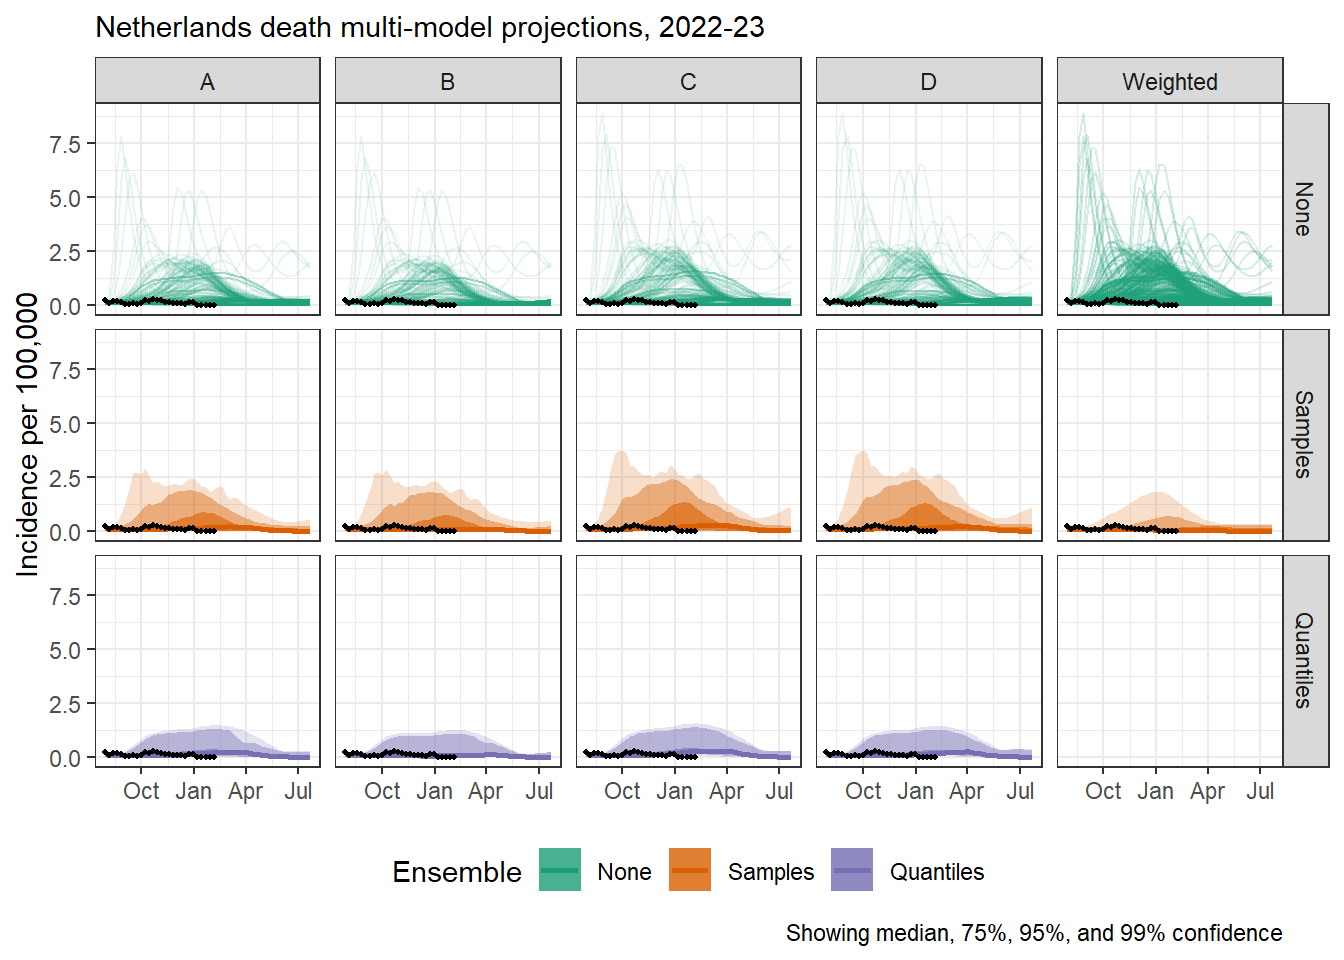 Netherlands death multi-model projections, 2022-23
A B C D Weighted
Incidence per 100,000
7.5
5.0
2.5
0.0
None
7.5
5.0
2.5
0.0
Samples
7.5
5.0
2.5
0.0
Quantiles
Oct Jan Apr Jul Oct Jan Apr Jul Oct Jan Apr Jul Oct Jan Apr Jul Oct Jan Apr Jul
Ensemble None Samples Quantiles
Showing median, 75%, 95%, and 99% confidence